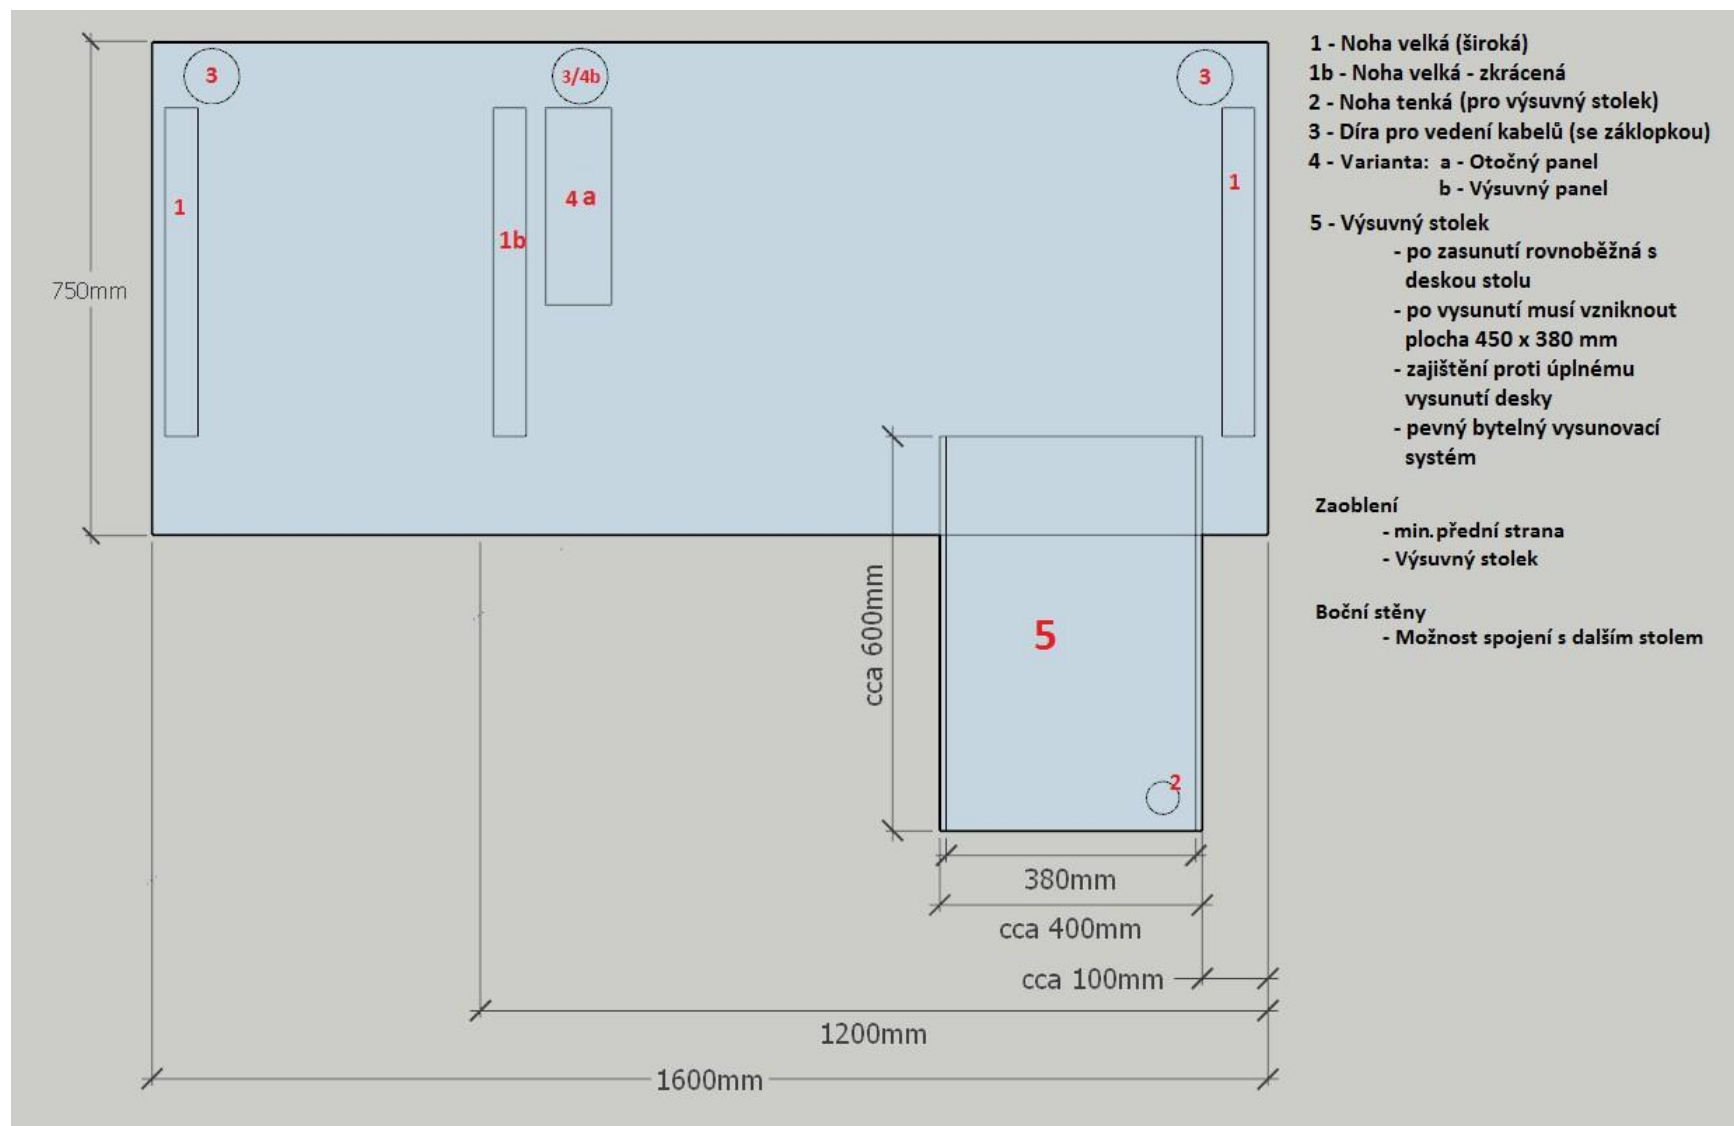 3
3/4b
3
1
1b
4 a
1
750mm
cca 600mm
5
2
380mm
cca 400mm
cca 100mm
1200mm
1600mm
1 - Noha velká (široká)
1b - Noha velká - zkrácená
2 - Noha tenká (pro výsuvný stolek)
3 - Díra pro vedení kabelů (se záklopkou)
4 - Varianta: a - Otočný panel
b - Výsuvný panel
5 - Výsuvný stolek
- po zasunutí rovnoběžná s
deskou stolu
- po vysunutí musí vzniknout
plocha 450 x 380 mm
- zajištění proti úplnému
vysunutí desky
- pevný bytelný vysunovací
systém
Zaoblení
- min.přední strana
- Výsuvný stolek
Boční stěny
- Možnost spojení s dalším stolem